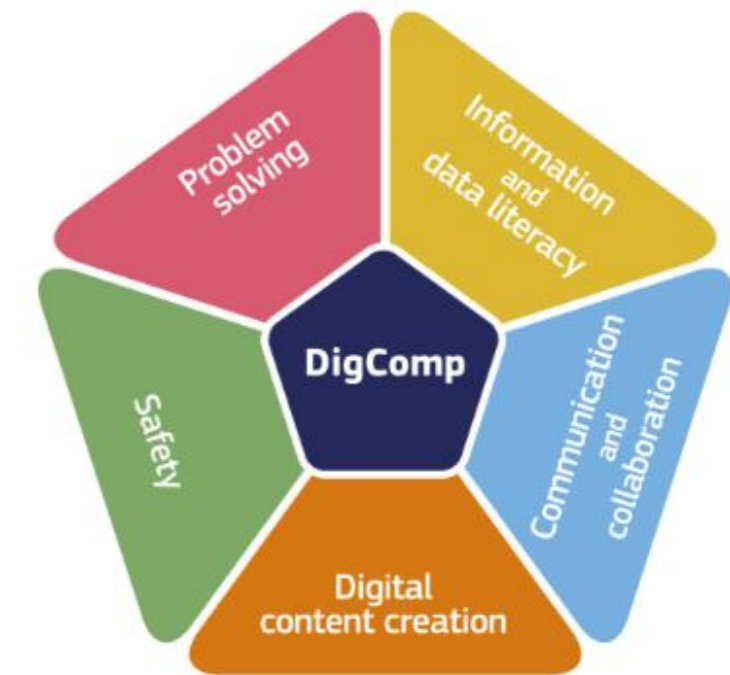 Problem
solving
Information
and
data literacy
DigComp
Safety
Communication
and
collaboration
Digital
content creation